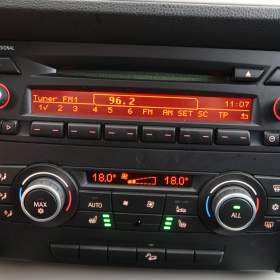 SIONAL
Tuner FM1 96.2 11:07
1✓ 2 3 4 5 6 FM AM SET SC TP
18.0° 18.0°
AUTO
MAX
ALL